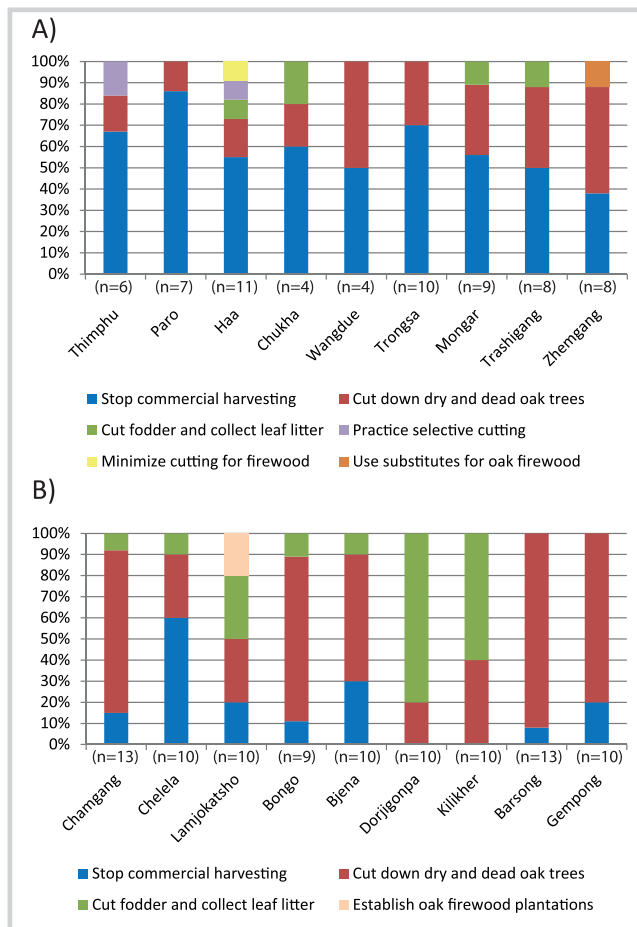 A)
100%
90%
80%
70%
60%
50%
40%
30%
20%
10%
0%
(n=6) (n=7) (n=11) (n=4) (n=4) (n=10) (n=9) (n=8) (n=8)
Thimphu Paro Haa Chukha Wangdue Trongsa Mongar Trashigang Zhemgang
Stop commercial harvesting Cut down dry and dead oak trees
Cut fodder and collect leaf litter Practice selective cutting
Minimize cutting for firewood Use substitutes for oak firewood
B)
100%
90%
80%
70%
60%
50%
40%
30%
20%
10%
0%
(n=13) (n=10) (n=10) (n=9) (n=10) (n=10) (n=10) (n=13) (n=10)
Chamgang Chelela Lamjokatsho Bongo Bjena Dorjigonpa Kilikher Barsong Gempong
Stop commercial harvesting Cut down dry and dead oak trees
Cut fodder and collect leaf litter Establish oak firewood plantations